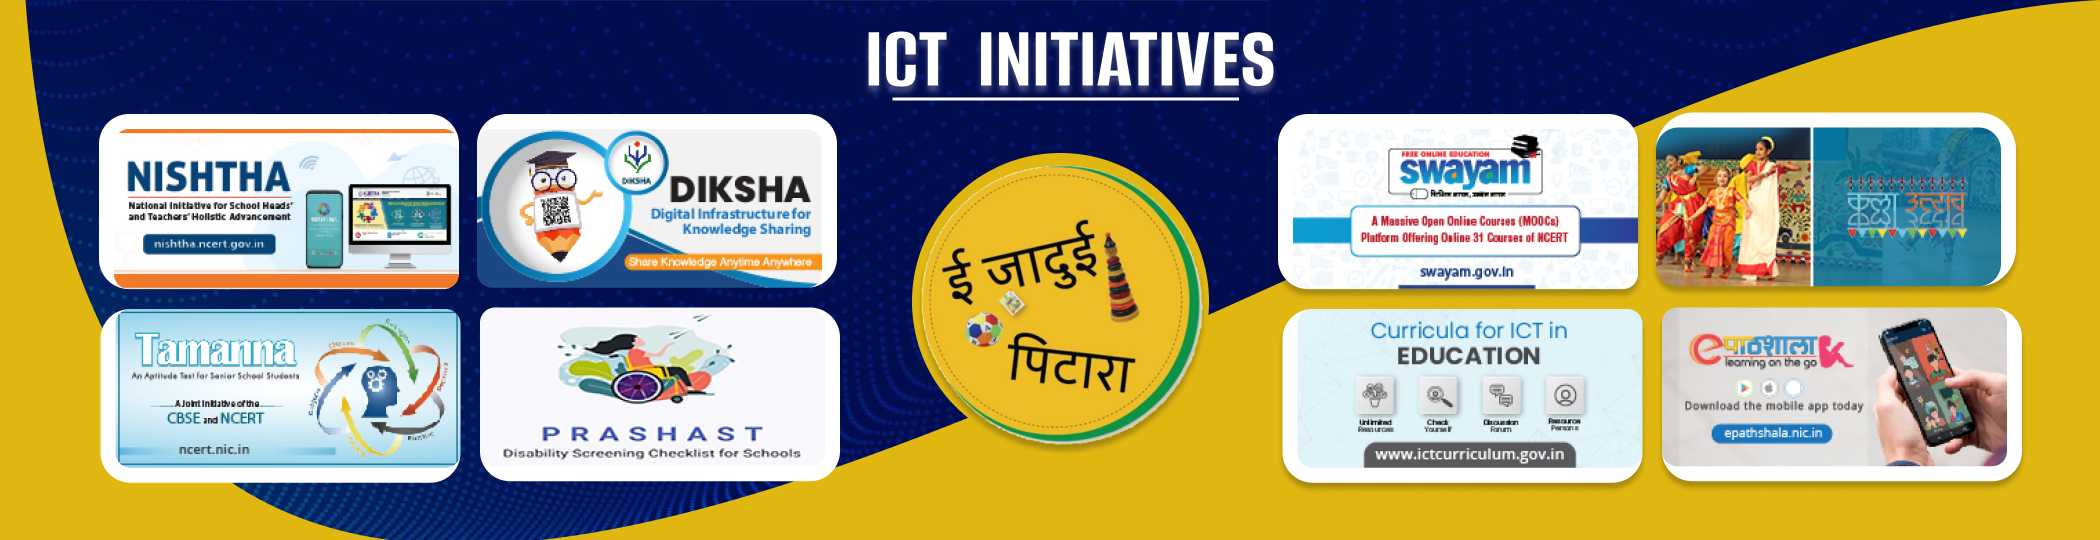 ICT INITIATIVES
NISHTHA
National Initiative for School Heads'
and Teachers' Holistic Advancement
nishtha.ncert.gov.in
DIKSHA
DIKSHA
Digital Infrastructure for
Knowledge Sharing
Share Knowledge Anytime Anywhere
Tamanna
An Aptitude Test for Senior School Students
A Joint Initiative of the
CBSE and NCERT
ncert.nic.in
PRASHAST
Disability Screening Checklist for Schools
ई जादुई
पिटारा
FREE ONLINE EDUCATION
swayam
A Massive Open Online Courses (MOOCs)
Platform Offering Online 31 Courses of NCERT
swayam.gov.in
कला उत्सव
Curricula for ICT in
EDUCATION
Unlimited
Resources
Check
Yourself
Discussion
Forum
Resource
Persons
www.ictcurriculum.gov.in
eपाठशाला
learning on the go
Download the mobile app today
epathshala.nic.in